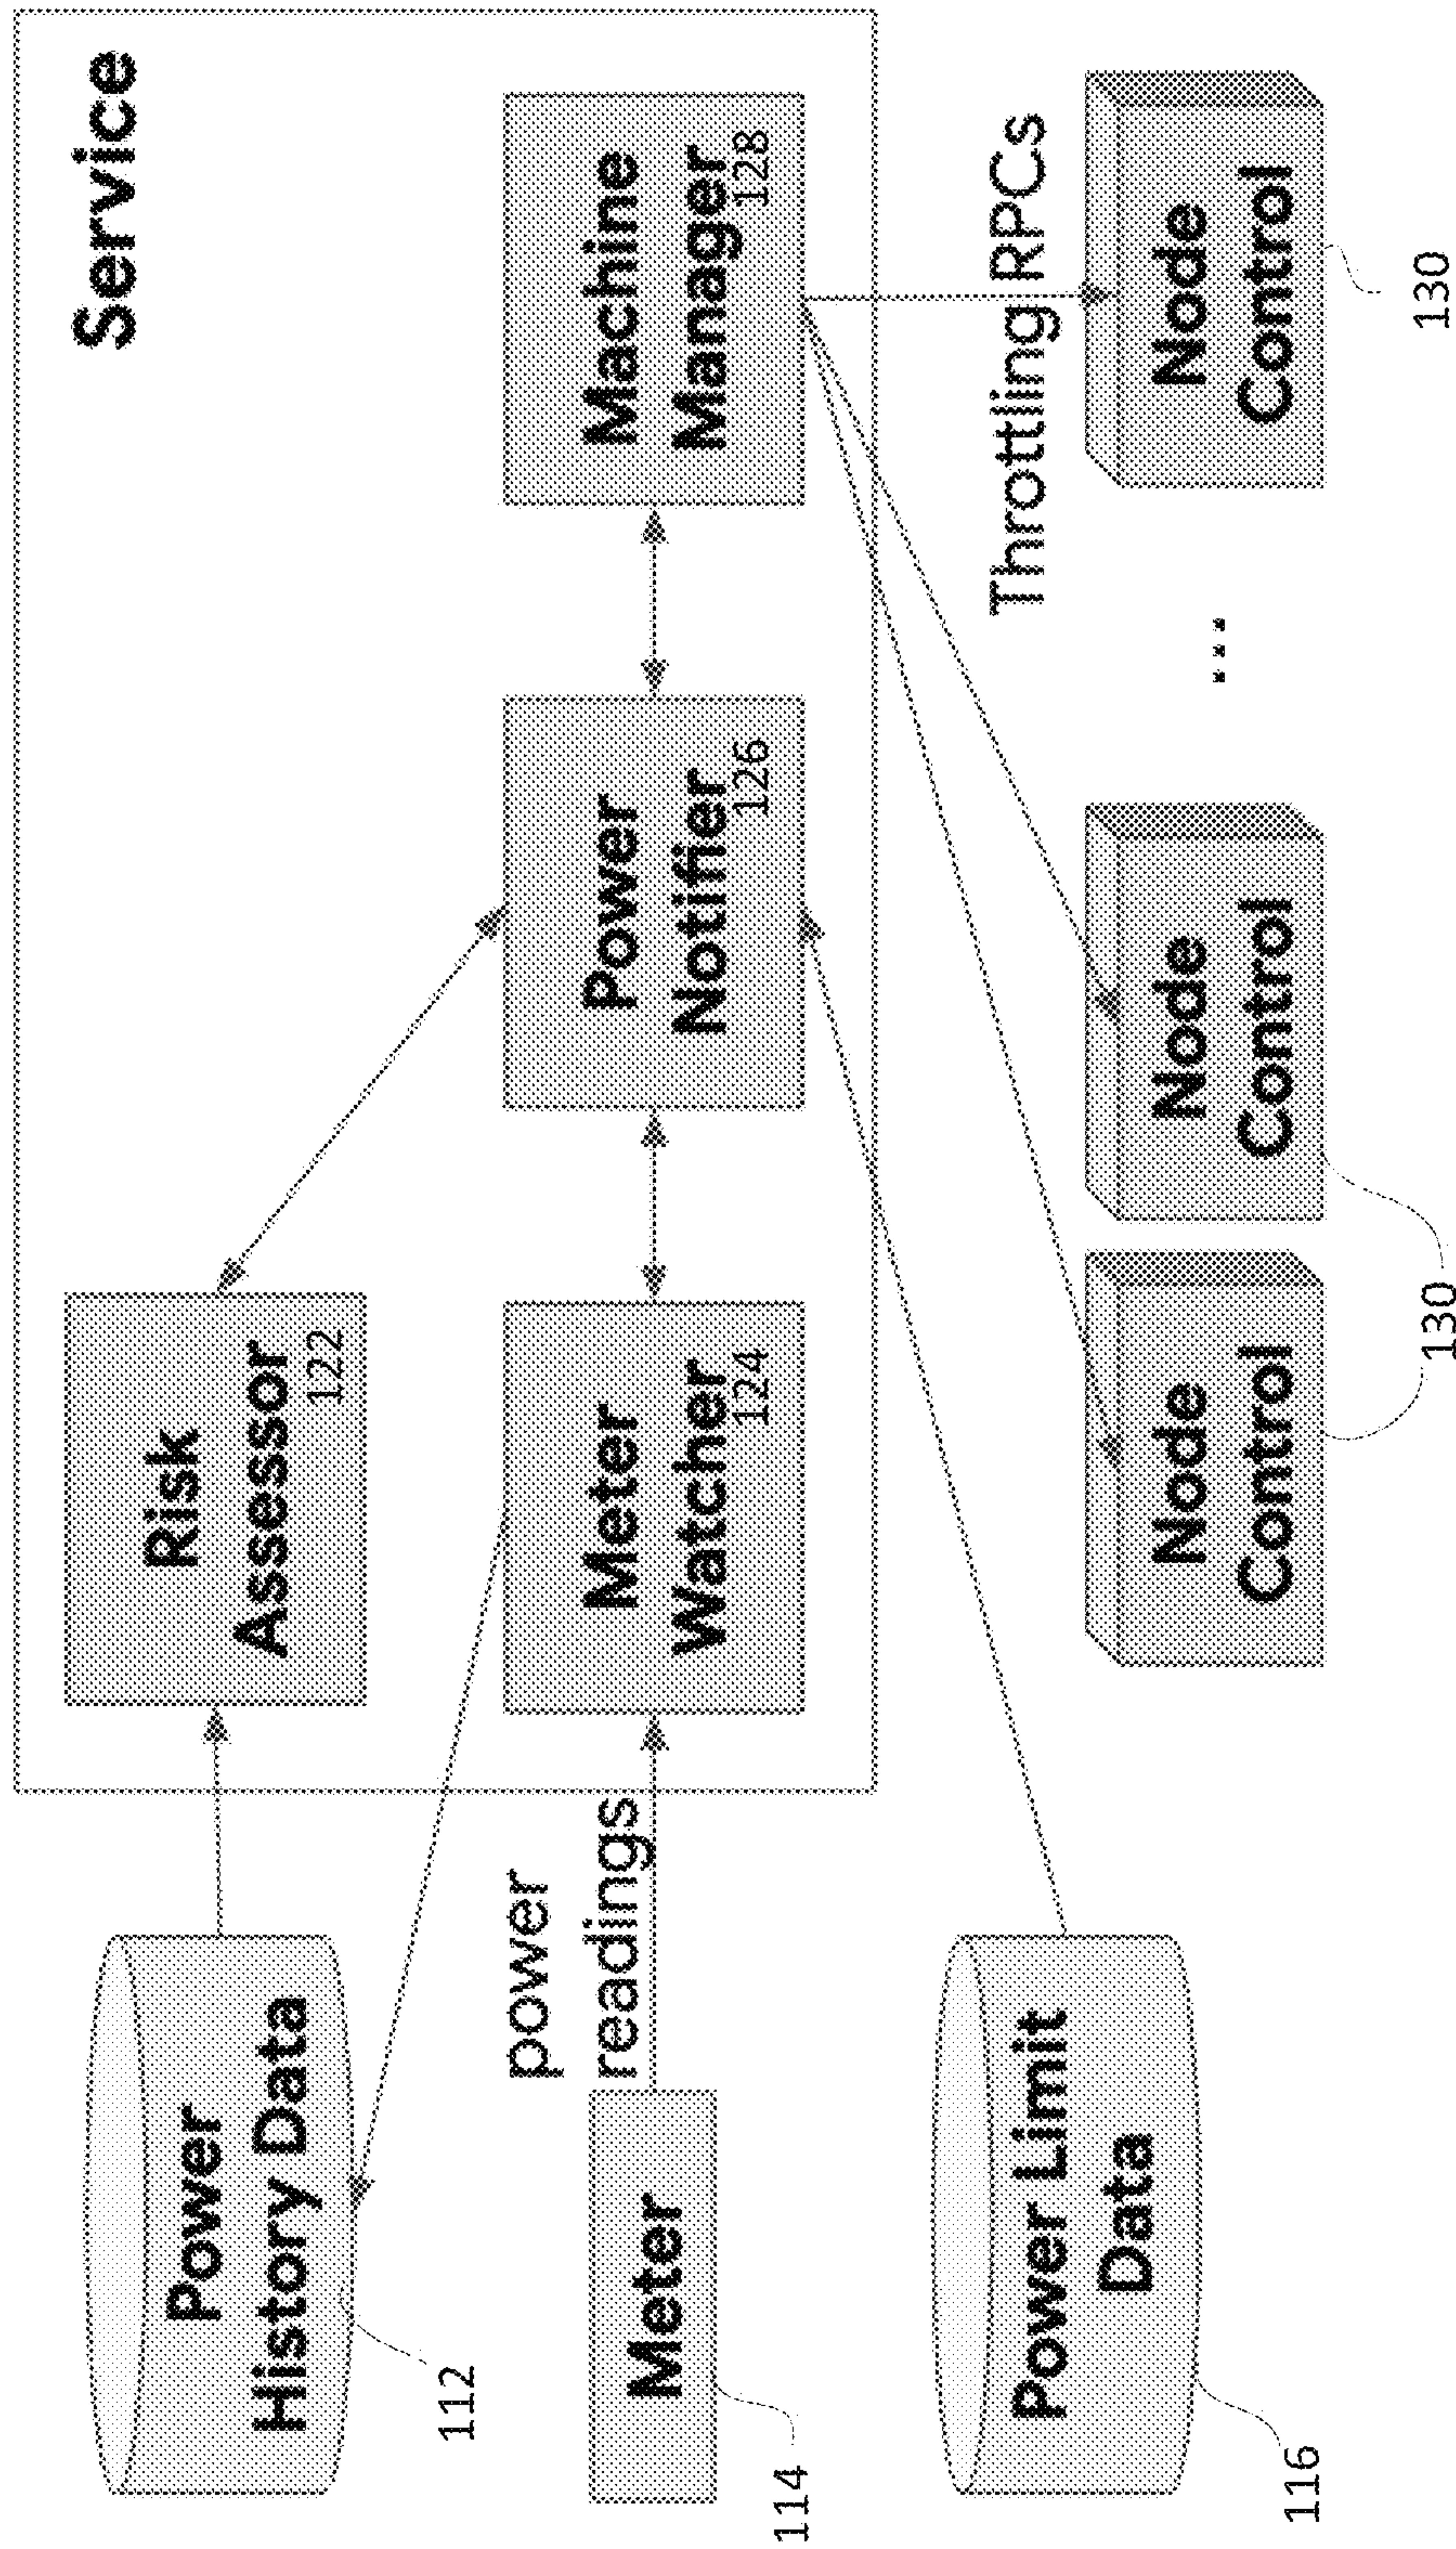 Service
Power
History Data
112
Risk
Assessor
122
power
readings
Meter
114
Meter
Watcher
124
Power
Notifier
126
Machine
Manager
128
Throttling RPCs
Power Limit
Data
116
Node
Control
Node
Control
130
...
Node
Control
130